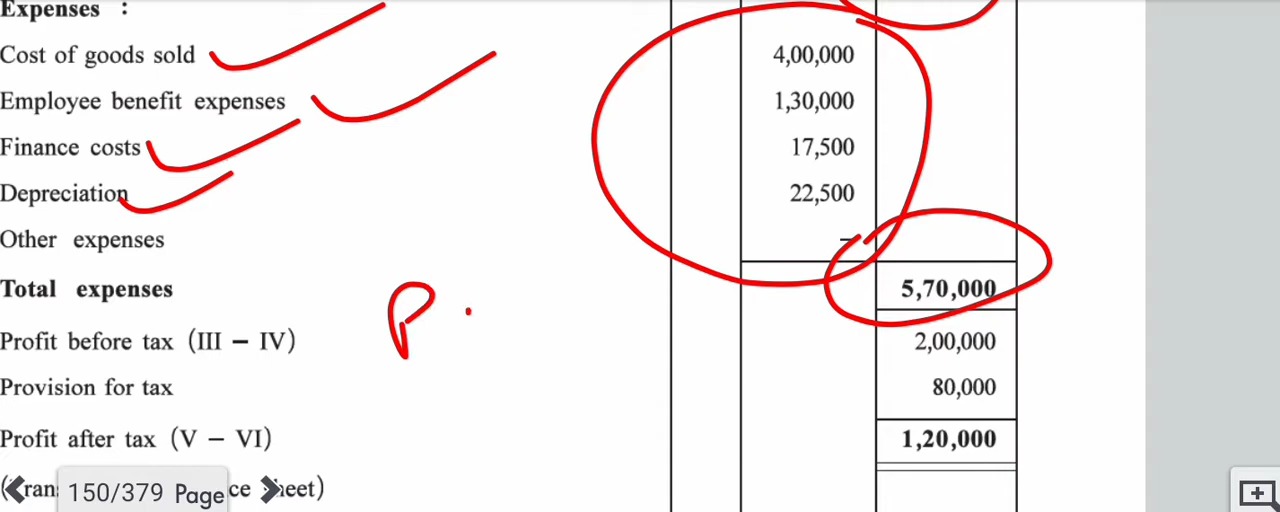 Expenses :
Cost of goods sold 4,00,000
Employee benefit expenses 1,30,000
Finance costs 17,500
Depreciation 22,500
Other expenses –
Total expenses 5,70,000
P.
Profit before tax (III – IV) 2,00,000
Provision for tax 80,000
Profit after tax (V – VI) 1,20,000
150/379 Page